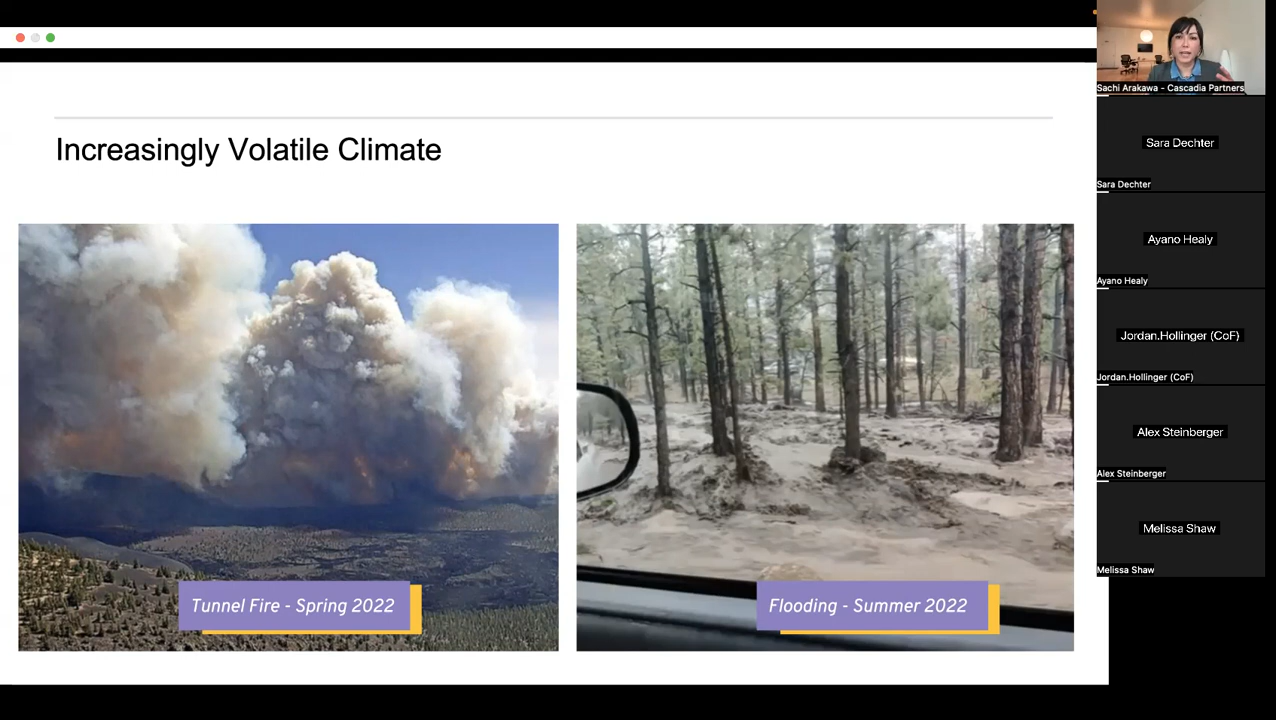 Increasingly Volatile Climate
Tunnel Fire - Spring 2022
Flooding - Summer 2022
Sachi Arakawa - Cascadia Partners
Sara Dechter
Sara Dechter
Ayano Healy
Ayano Healy
Jordan.Hollinger (CoF)
Jordan.Hollinger (CoF)
Alex Steinberger
Alex Steinberger
Melissa Shaw
Melissa Shaw